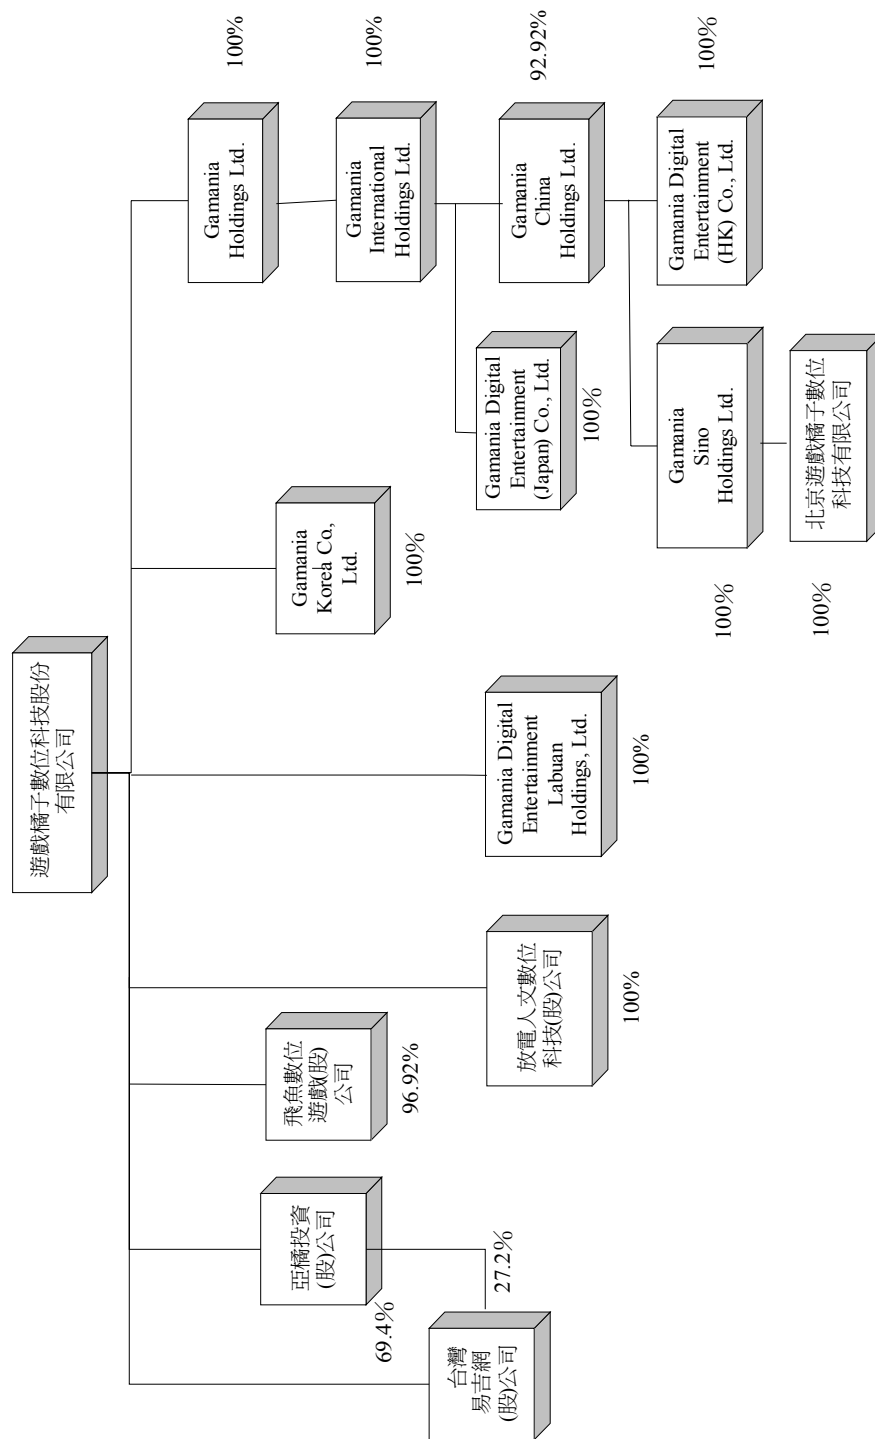 遊戲橘子數位科技股份
有限公司
Gamania
Holdings Ltd.
100%
亞橘投資
(股)公司
69.4%
飛魚數位
遊戲(股)
公司
96.92%
Gamania
Korea Co.,
Ltd.
100%
Gamania
International
Holdings Ltd.
100%
台灣
易吉網
(股)公司
27.2%
放電人文數位
科技(股)公司
100%
Gamania Digital
Entertainment
Labuan
Holdings, Ltd.
100%
Gamania Digital
Entertainment
(Japan) Co., Ltd.
100%
Gamania
China
Holdings Ltd.
92.92%
Gamania
Sino
Holdings Ltd.
100%
Gamania Digital
Entertainment
(HK) Co., Ltd.
100%
北京遊戲橘子數位
科技有限公司
100%